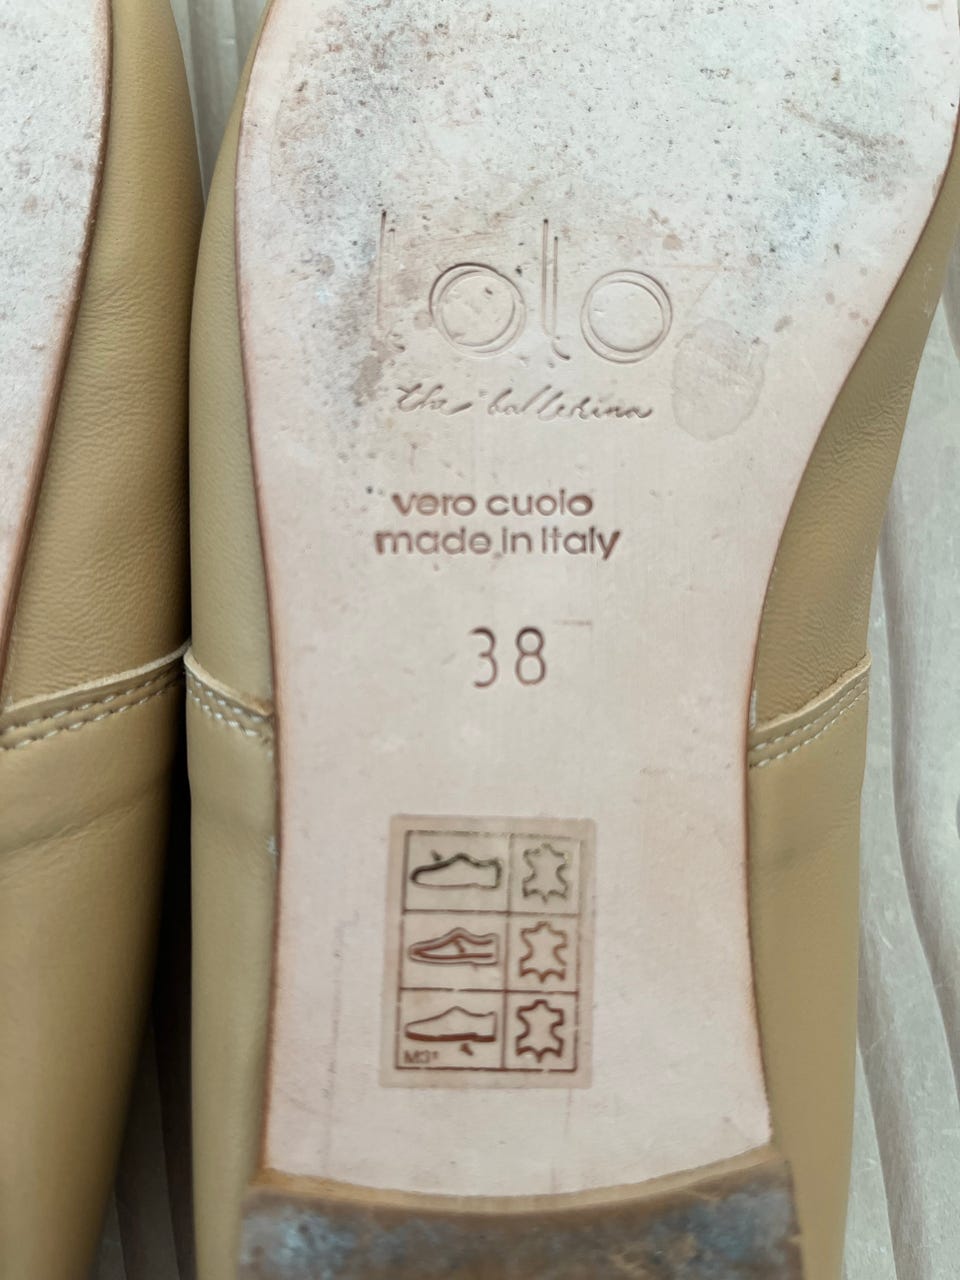 lolo
the ballerina
vero cuoio
made in Italy
38